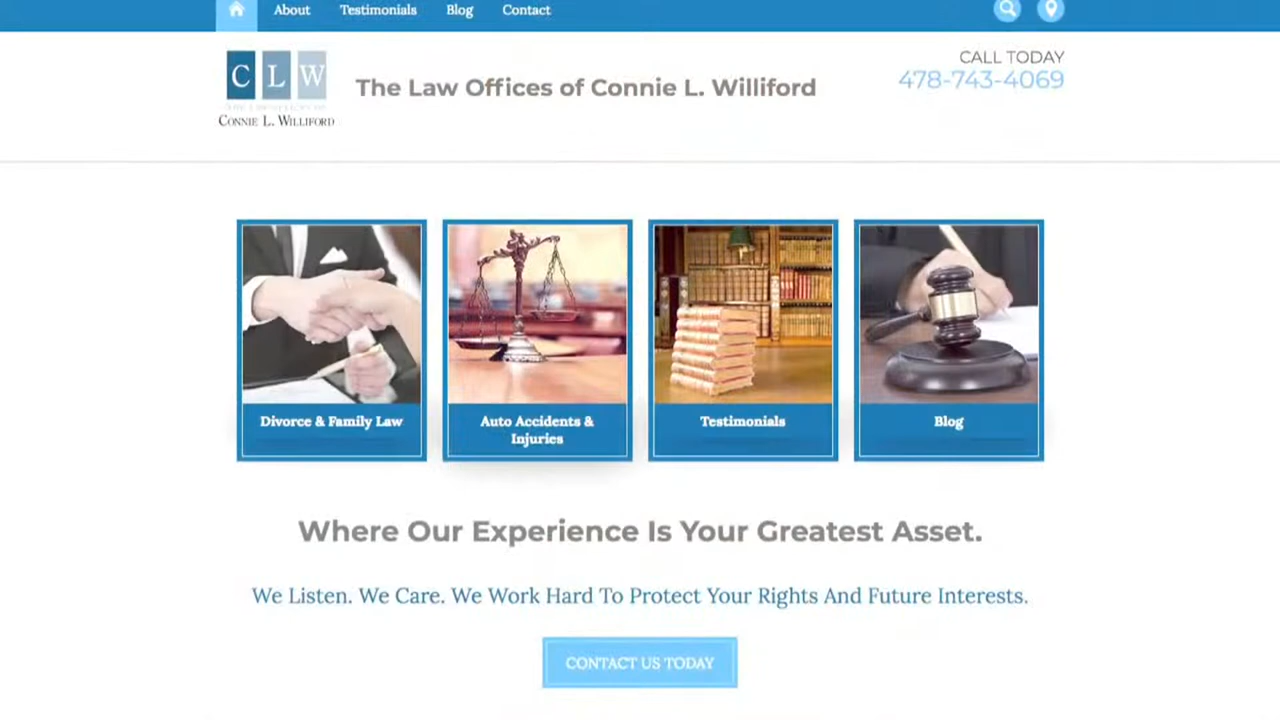 About Testimonials Blog Contact
CLW
CONNIE L. WILLIFORD
The Law Offices of Connie L. Williford
CALL TODAY
478-743-4069
Divorce & Family Law
Auto Accidents &
Injuries
Testimonials
Blog
Where Our Experience Is Your Greatest Asset.
We Listen. We Care. We Work Hard To Protect Your Rights And Future Interests.
CONTACT US TODAY